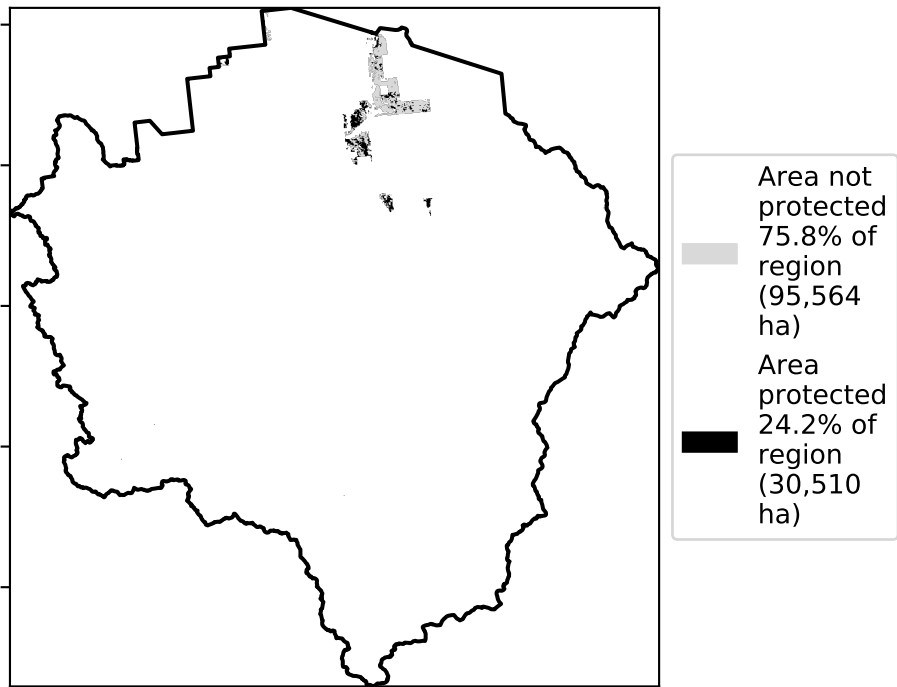 Area not
protected
75.8% of
region
(95,564
ha)
Area
protected
24.2% of
region
(30,510
ha)